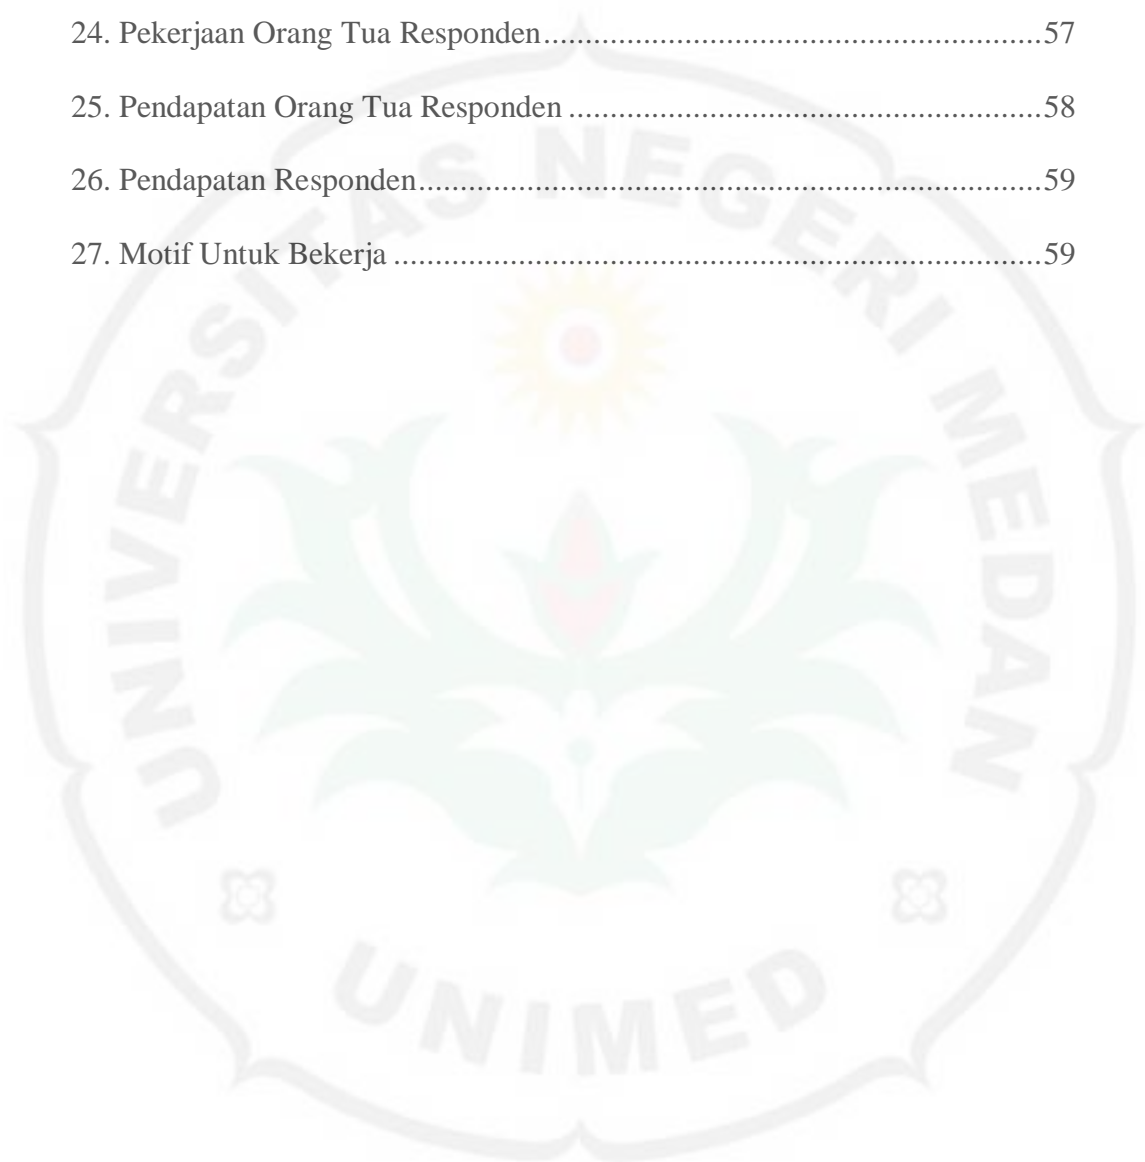 24. Pekerjaan Orang Tua Responden............................................................57
25. Pendapatan Orang Tua Responden.........................................................58
26. Pendapatan Responden...........................................................................59
27. Motif Untuk Bekerja..............................................................................59
UNIVERSITAS NEGERI MEDAN
UNIMED